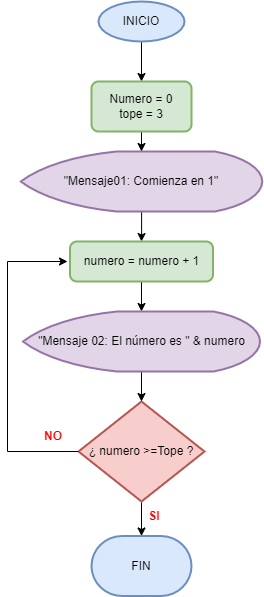 INICIO
Numero = 0
tope = 3
"Mensaje01: Comienza en 1"
numero = numero + 1
"Mensaje 02: El número es " & numero
¿ numero >=Tope ?
NO
SI
FIN